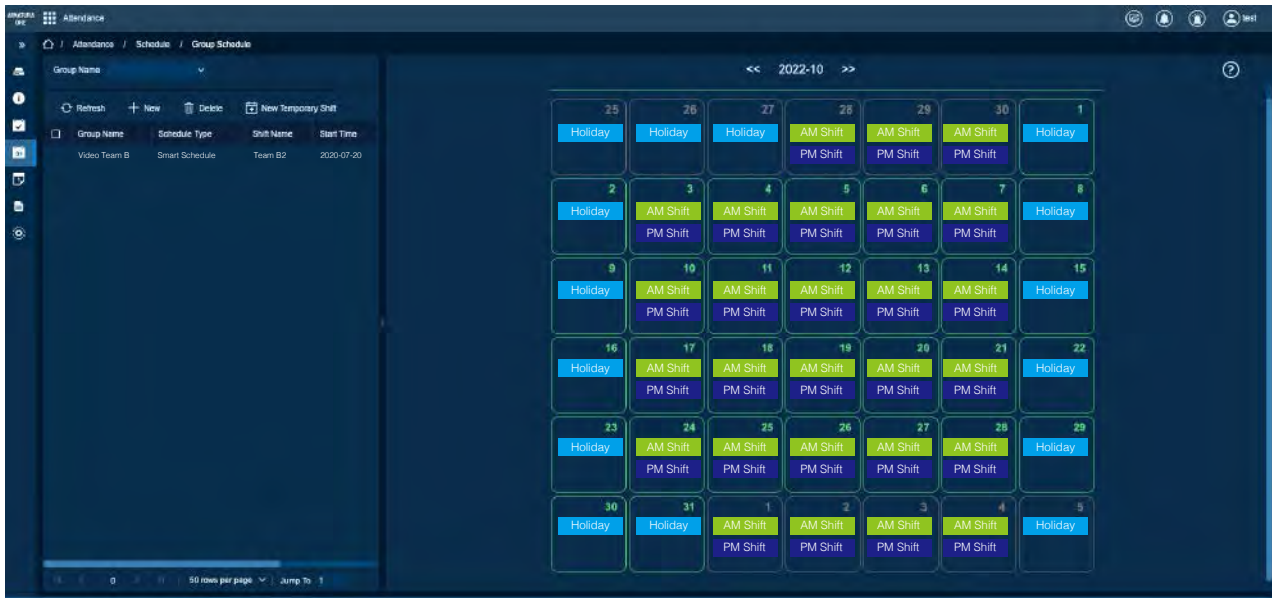 ARMATURA ONE
Attendance
test
Attendance / Schedule / Group Schedule
Group Name
Refresh New Delete New Temporary Shift
Group Name Schedule Type Shift Name Start Time
Video Team B Smart Schedule Team B2 2020-07-20
0 50 rows per page Jump To 1
<< 2022-10 >>
25 26 27 28 29 30 1
Holiday Holiday Holiday AM Shift AM Shift AM Shift Holiday
PM Shift PM Shift PM Shift
2 3 4 5 6 7 8
Holiday AM Shift AM Shift AM Shift AM Shift AM Shift Holiday
PM Shift PM Shift PM Shift PM Shift PM Shift
9 10 11 12 13 14 15
Holiday AM Shift AM Shift AM Shift AM Shift AM Shift Holiday
PM Shift PM Shift PM Shift PM Shift PM Shift
16 17 18 19 20 21 22
Holiday AM Shift AM Shift AM Shift AM Shift AM Shift Holiday
PM Shift PM Shift PM Shift PM Shift PM Shift
23 24 25 26 27 28 29
Holiday AM Shift AM Shift AM Shift AM Shift AM Shift Holiday
PM Shift PM Shift PM Shift PM Shift PM Shift
30 31 1 2 3 4 5
Holiday Holiday AM Shift AM Shift AM Shift AM Shift Holiday
PM Shift PM Shift PM Shift PM Shift